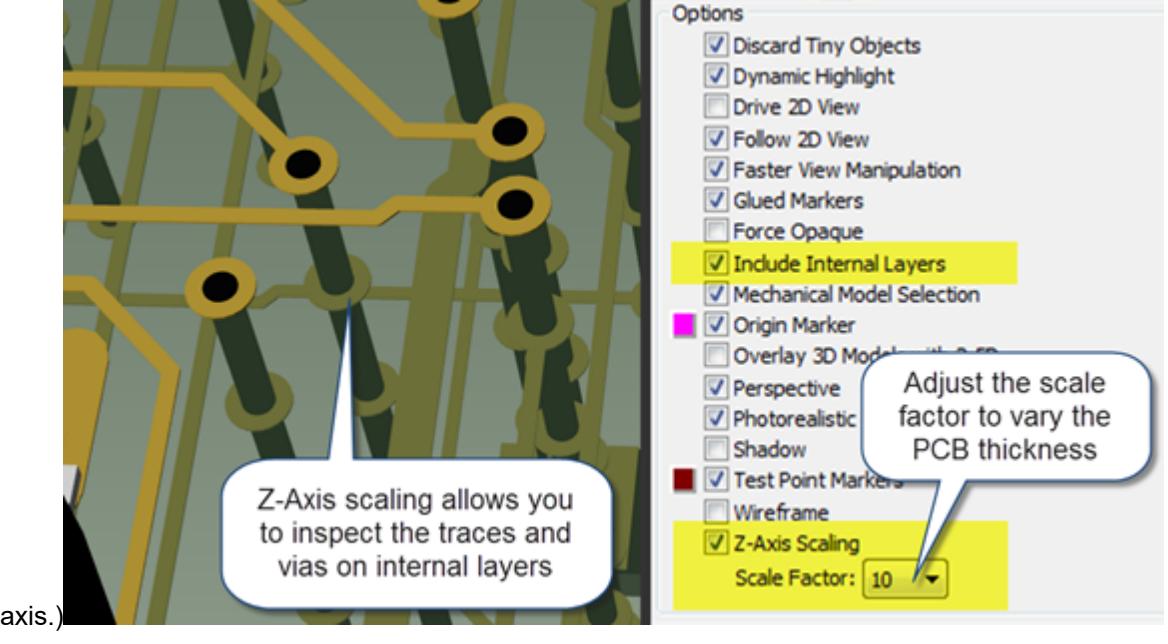 Options
Discard Tiny Objects
Dynamic Highlight
Drive 2D View
Follow 2D View
Faster View Manipulation
Glued Markers
Force Opaque
Include Internal Layers
Mechanical Model Selection
Origin Marker
Overlay 3D Model with
Perspective
Photorealistic
Shadow
Test Point Markers
Wireframe
Z-Axis Scaling
Scale Factor: 10
Adjust the scale
factor to vary the
PCB thickness
Z-Axis scaling allows you
to inspect the traces and
vias on internal layers
axis.)